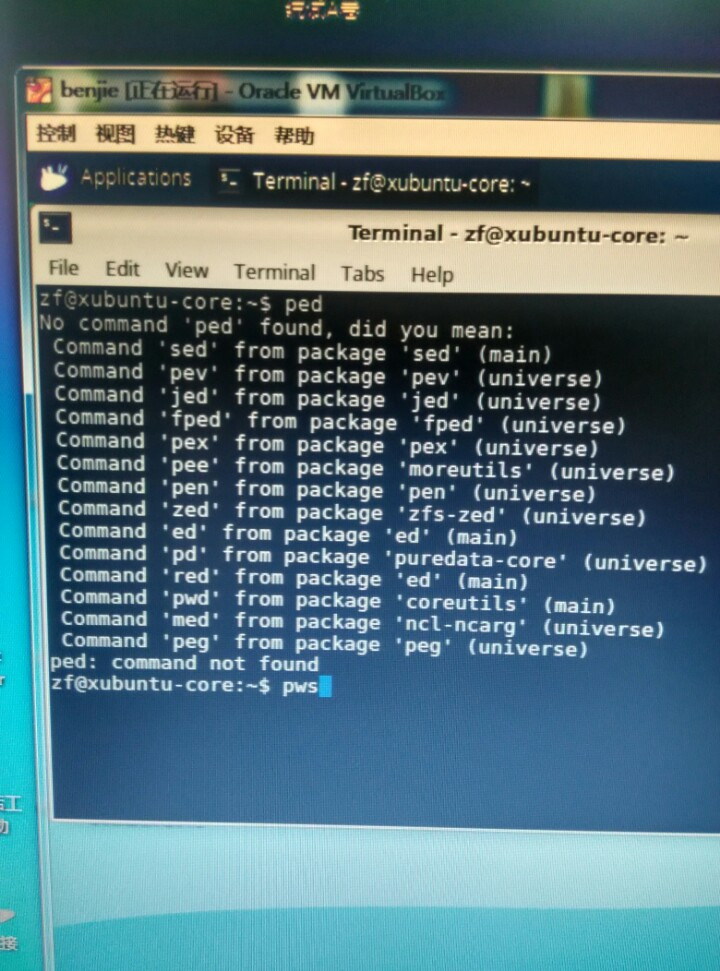 benjie [正在运行] - Oracle VM VirtualBox
控制 视图 热键 设备 帮助
Applications Terminal - zf@xubuntu-core: ~
Terminal - zf@xubuntu-core: ~
File Edit View Terminal Tabs Help
zf@xubuntu-core:~$ ped
No command 'ped' found, did you mean:
Command 'sed' from package 'sed' (main)
Command 'pev' from package 'pev' (universe)
Command 'jed' from package 'jed' (universe)
Command 'fped' from package 'fped' (universe)
Command 'pex' from package 'pex' (universe)
Command 'pee' from package 'moreutils' (universe)
Command 'pen' from package 'pen' (universe)
Command 'zed' from package 'zfs-zed' (universe)
Command 'ed' from package 'ed' (main)
Command 'pd' from package 'puredata-core' (universe)
Command 'red' from package 'ed' (main)
Command 'pwd' from package 'coreutils' (main)
Command 'med' from package 'ncl-ncarg' (universe)
Command 'peg' from package 'peg' (universe)
ped: command not found
zf@xubuntu-core:~$ pws